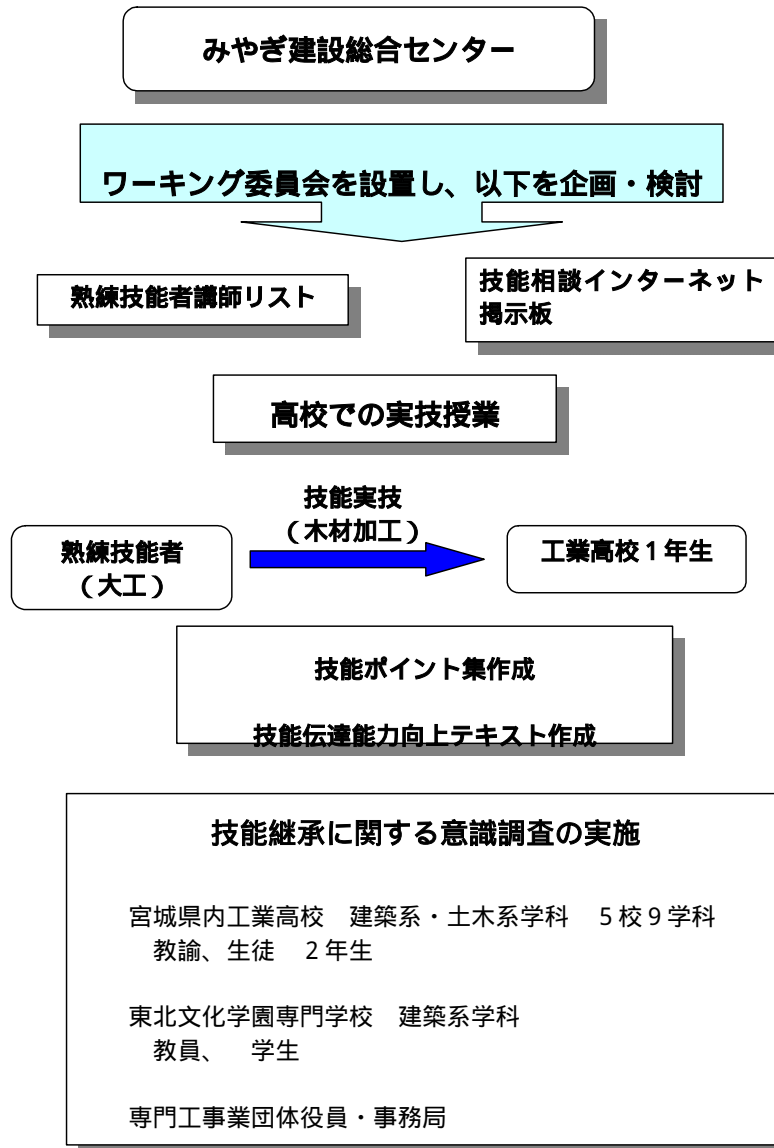 みやぎ建設総合センター
ワーキング委員会を設置し、以下を企画・検討
熟練技能者講師リスト
技能相談インターネット
掲示板
高校での実技授業
技能実技
（木材加工）
熟練技能者
（大工）
工業高校１年生
技能ポイント集作成
技能伝達能力向上テキスト作成
技能継承に関する意識調査の実施
宮城県内工業高校　建築系・土木系学科　５校９学科
教諭、生徒　２年生
東北文化学園専門学校　建築系学科
教員、　学生
専門工事業団体役員・事務局